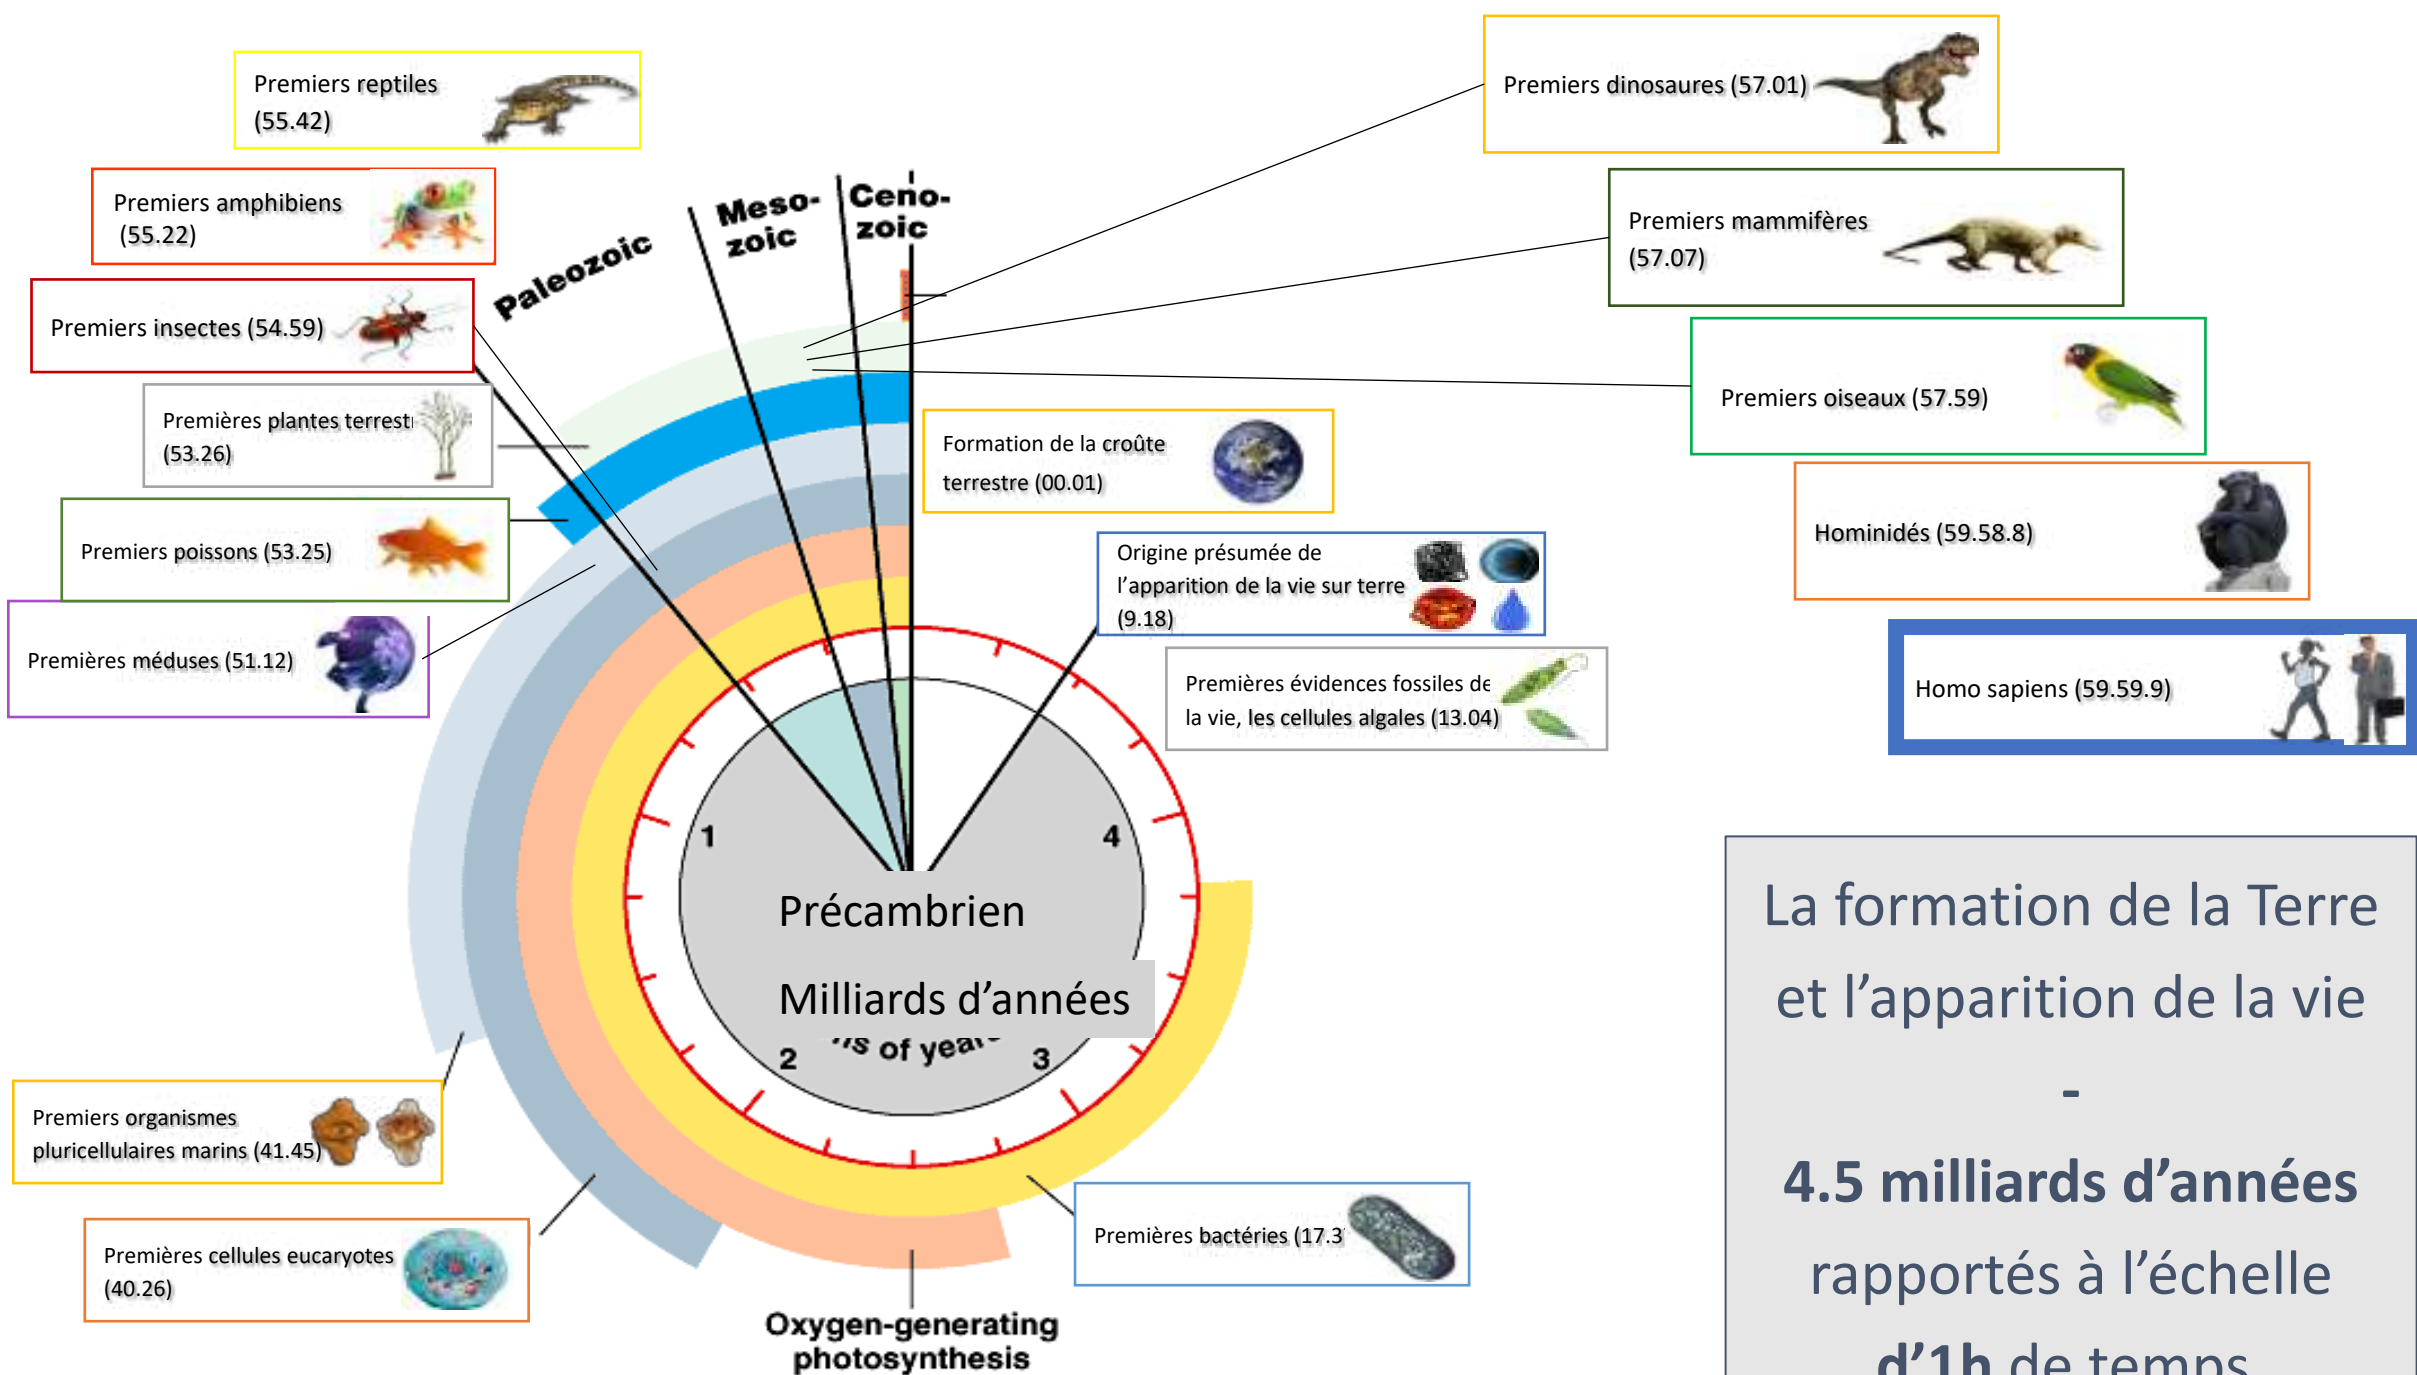 Premiers reptiles
(55.42)
Premiers amphibiens
(55.22)
Premiers insectes (54.59)
Premières plantes terrest
(53.26)
Premiers poissons (53.25)
Premières méduses (51.12)
Premiers organismes
pluricellulaires marins (41.45)
Premières cellules eucaryotes
(40.26)
Paleozoic
Meso-
zoic
Ceno-
zoic
1
2
3
4
Précambrien
Milliards d'années
of
Oxygen-generating
photosynthesis
Premiers dinosaures (57.01)
Premiers mammifères
(57.07)
Premiers oiseaux (57.59)
Formation de la croûte
terrestre (00.01)
Hominidés (59.58.8)
Origine présumée de
l'apparition de la vie sur terre
(9.18)
Premières évidences fossiles de
la vie, les cellules algales (13.04)
Homo sapiens (59.59.9)
Premières bactéries (17.3
La formation de la Terre
et l'apparition de la vie
-
4.5 milliards d'années
rapportés à l'échelle
d'1h de temps